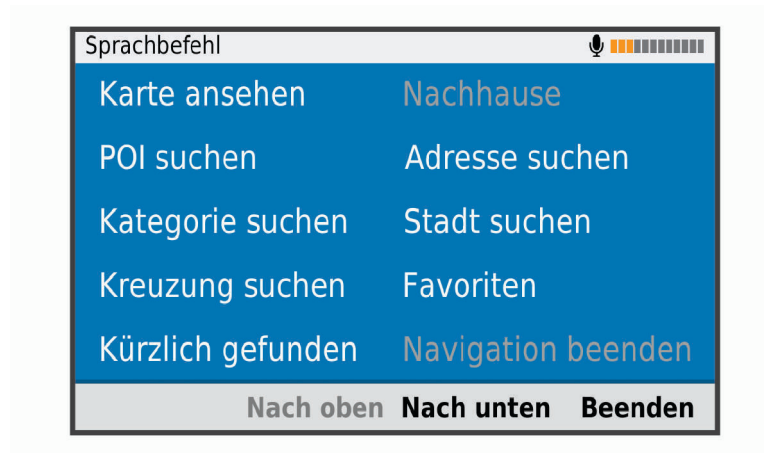 Sprachbefehl
Karte ansehen Nachhause
POI suchen Adresse suchen
Kategorie suchen Stadt suchen
Kreuzung suchen Favoriten
Kürzlich gefunden Navigation beenden
Nach oben Nach unten Beenden